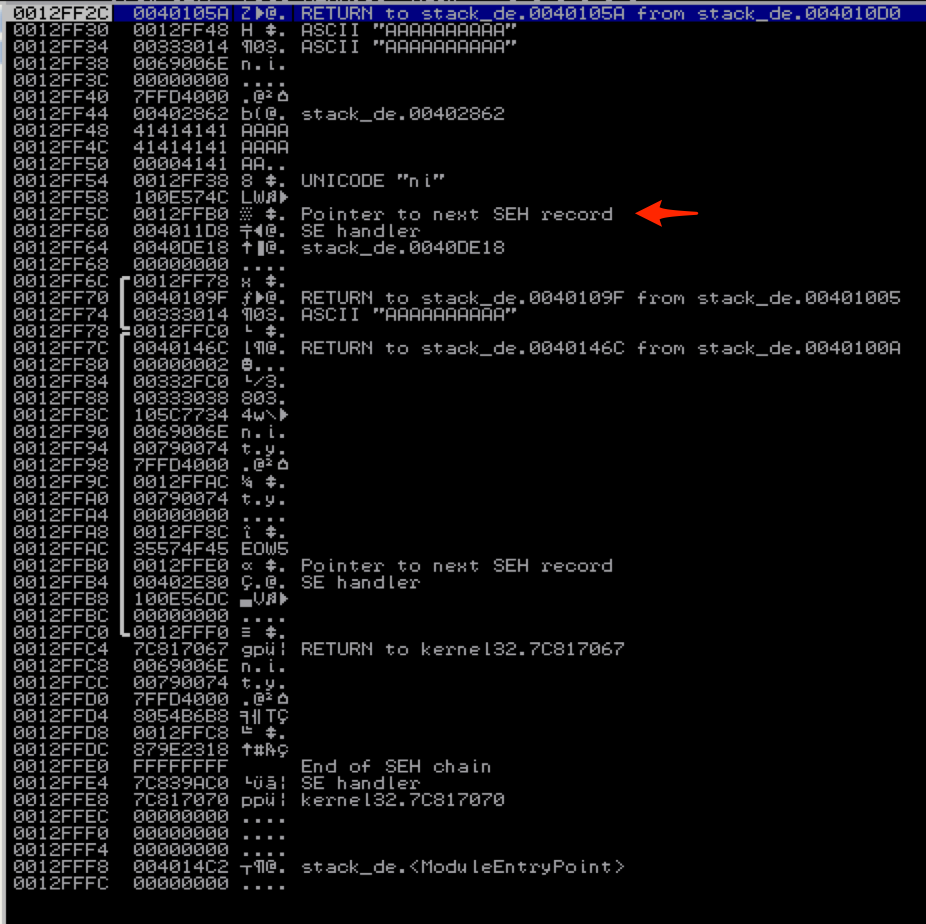 0012FF2C 0040105A Z►@. RETURN to stack_de.0040105A from stack_de.004010D0
0012FF30 0012FF48 H ‡. ASCII "AAAAAAAAAA"
0012FF34 00333014 ¶03. ASCII "AAAAAAAAAA"
0012FF38 0069006E n.i.
0012FF3C 00000000 ....
0012FF40 7FFD4000 .@²⌂
0012FF44 00402862 b(@. stack_de.00402862
0012FF48 41414141 AAAA
0012FF4C 41414141 AAAA
0012FF50 00004141 AA..
0012FF54 0012FF38 8 ‡. UNICODE "ni"
0012FF58 100E574C LW♫►
0012FF5C 0012FFB0 ▒ ‡. Pointer to next SEH record
0012FF60 004011D8 ╤◄@. SE handler
0012FF64 0040DE18 ↑▐@. stack_de.0040DE18
0012FF68 00000000 ....
0012FF6C 0012FF78 x ‡.
0012FF70 0040109F ƒ►@. RETURN to stack_de.0040109F from stack_de.00401005
0012FF74 00333014 ¶03. ASCII "AAAAAAAAAA"
0012FF78 0012FFC0 └ ‡.
0012FF7C 0040146C l¶@. RETURN to stack_de.0040146C from stack_de.0040100A
0012FF80 00000002 ☻...
0012FF84 00332FC0 └/3.
0012FF88 00333038 803.
0012FF8C 105C7734 4w\►
0012FF90 0069006E n.i.
0012FF94 00790074 t.y.
0012FF98 7FFD4000 .@²⌂
0012FF9C 0012FFAC ¼ ‡.
0012FFA0 00790074 t.y.
0012FFA4 00000000 ....
0012FFA8 0012FF8C î ‡.
0012FFAC 35574F45 EOW5
0012FFB0 0012FFE0 α ‡. Pointer to next SEH record
0012FFB4 00402E80 Ç.@. SE handler
0012FFB8 100E56DC ▄V♫►
0012FFBC 00000000 ....
0012FFC0 0012FFF0 ≡ ‡.
0012FFC4 7C817067 gpü¦ RETURN to kernel32.7C817067
0012FFC8 0069006E n.i.
0012FFCC 00790074 t.y.
0012FFD0 7FFD4000 .@²⌂
0012FFD4 8054B6B8 ╕╢TÇ
0012FFD8 0012FFC8 ╚ ‡.
0012FFDC 879E2318 ↑#₧ç
0012FFE0 FFFFFFFF End of SEH chain
0012FFE4 7C839AC0 └Üâ¦ SE handler
0012FFE8 7C817070 ppü¦ kernel32.7C817070
0012FFEC 00000000 ....
0012FFF0 00000000 ....
0012FFF4 00000000 ....
0012FFF8 004014C2 ┬¶@. stack_de.<ModuleEntryPoint>
0012FFFC 00000000 ....